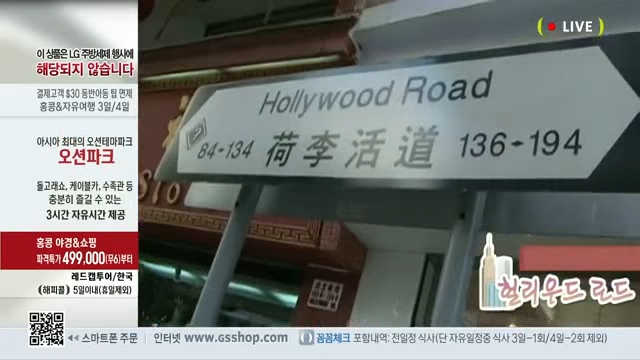 이 상품은 LG 주방세제 행사에
해당되지 않습니다
결제고객 $30 동반아동 팁 면제
홍콩&자유여행 3일/4일
아시아 최대의 오션테마파크
오션파크
돌고래쇼, 케이블카, 수족관 등
충분히 즐길 수 있는
3시간 자유시간 제공
홍콩 야경&쇼핑
파격특가 499,000(무6)부터
레드캡투어/한국
(해피콜) 5일이내(휴일제외)
LIVE
Hollywood Road
84-134 荷李活道 136-194
헐리우드 로드
스마트폰 주문 인터넷 www.gsshop.com 꼼꼼체크 포함내역: 전일정 식사(단 자유일정중 식사 3일-1회/4일-2회 제외)